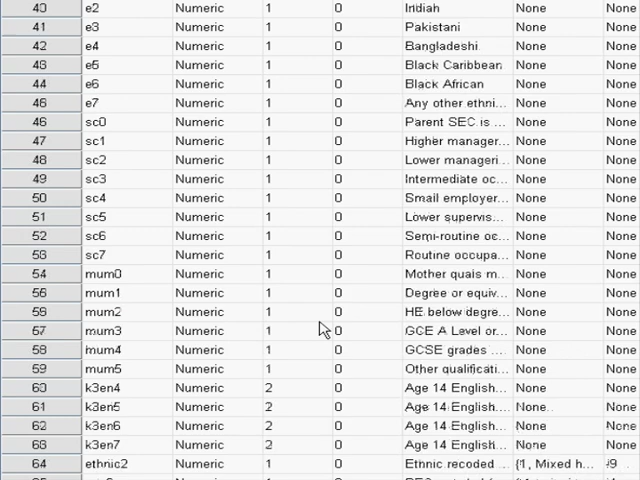 40 e2 Numeric 1 0 Indiah None None
41 e3 Numeric 1 0 Pakistani None None
42 e4 Numeric 1 0 Bangladeshi None None
43 e5 Numeric 1 0 Black Caribbean None None
44 e6 Numeric 1 0 Black African None None
45 e7 Numeric 1 0 Any other ethni... None None
46 sc0 Numeric 1 0 Parent SEC is ... None None
47 sc1 Numeric 1 0 Higher manager... None None
48 sc2 Numeric 1 0 Lower manageri... None None
49 sc3 Numeric 1 0 Intermediate oc... None None
50 sc4 Numeric 1 0 Small employer... None None
51 sc5 Numeric 1 0 Lower supervis... None None
52 sc6 Numeric 1 0 Semi-routine oc... None None
53 sc7 Numeric 1 0 Routine occupa... None None
54 mum0 Numeric 1 0 Mother quals m... None None
55 mum1 Numeric 1 0 Degree or equiv... None None
56 mum2 Numeric 1 0 HE below degre... None None
57 mum3 Numeric 1 0 GCE A Level or... None None
58 mum4 Numeric 1 0 GCSE grades ... None None
59 mum5 Numeric 1 0 Other qualificati... None None
60 k3en4 Numeric 2 0 Age 14 English... None None
61 k3en5 Numeric 2 0 Age 14 English... None None
62 k3en6 Numeric 2 0 Age 14 English... None None
63 k3en7 Numeric 2 0 Age 14 English... None None
64 ethnic2 Numeric 1 0 Ethnic recoded ... {1, Mixed h... -9